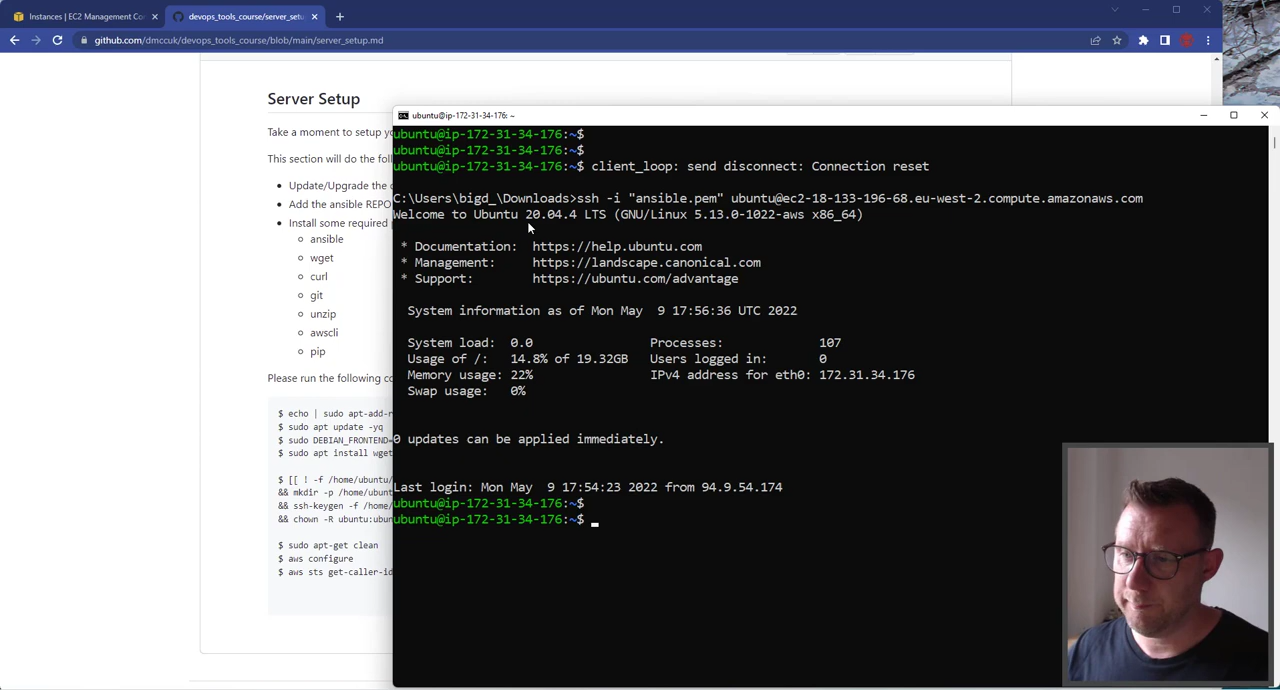 Instances | EC2 Management Co
devops_tools_course/server_setu
github.com/dmccuk/devops_tools_course/blob/main/server_setup.md
Server Setup
Take a moment to setup yo
This section will do the fol
Update/Upgrade the c
Add the ansible REPO
Install some required
ansible
wget
curl
git
unzip
awscli
pip
Please run the following co
$ echo | sudo apt-add-r
$ sudo apt update -yq
$ sudo DEBIAN_FRONTEND=
$ sudo apt install wget
$ [[ ! -f /home/ubuntu/
&& mkdir -p /home/ubunt
&& ssh-keygen -f /home/
&& chown -R ubuntu:ubun
$ sudo apt-get clean
$ aws configure
$ aws sts get-caller-id
ubuntu@ip-172-31-34-176: ~
ubuntu@ip-172-31-34-176:~$
ubuntu@ip-172-31-34-176:~$
ubuntu@ip-172-31-34-176:~$ client_loop: send disconnect: Connection reset
C:\Users\bigd_\Downloads>ssh -i "ansible.pem" ubuntu@ec2-18-133-196-68.eu-west-2.compute.amazonaws.com
Welcome to Ubuntu 20.04.4 LTS (GNU/Linux 5.13.0-1022-aws x86_64)
* Documentation: https://help.ubuntu.com
* Management: https://landscape.canonical.com
* Support: https://ubuntu.com/advantage
System information as of Mon May 9 17:56:36 UTC 2022
System load: 0.0 Processes: 107
Usage of /: 14.8% of 19.32GB Users logged in: 0
Memory usage: 22% IPv4 address for eth0: 172.31.34.176
Swap usage: 0%
0 updates can be applied immediately.
Last login: Mon May 9 17:54:23 2022 from 94.9.54.174
ubuntu@ip-172-31-34-176:~$
ubuntu@ip-172-31-34-176:~$